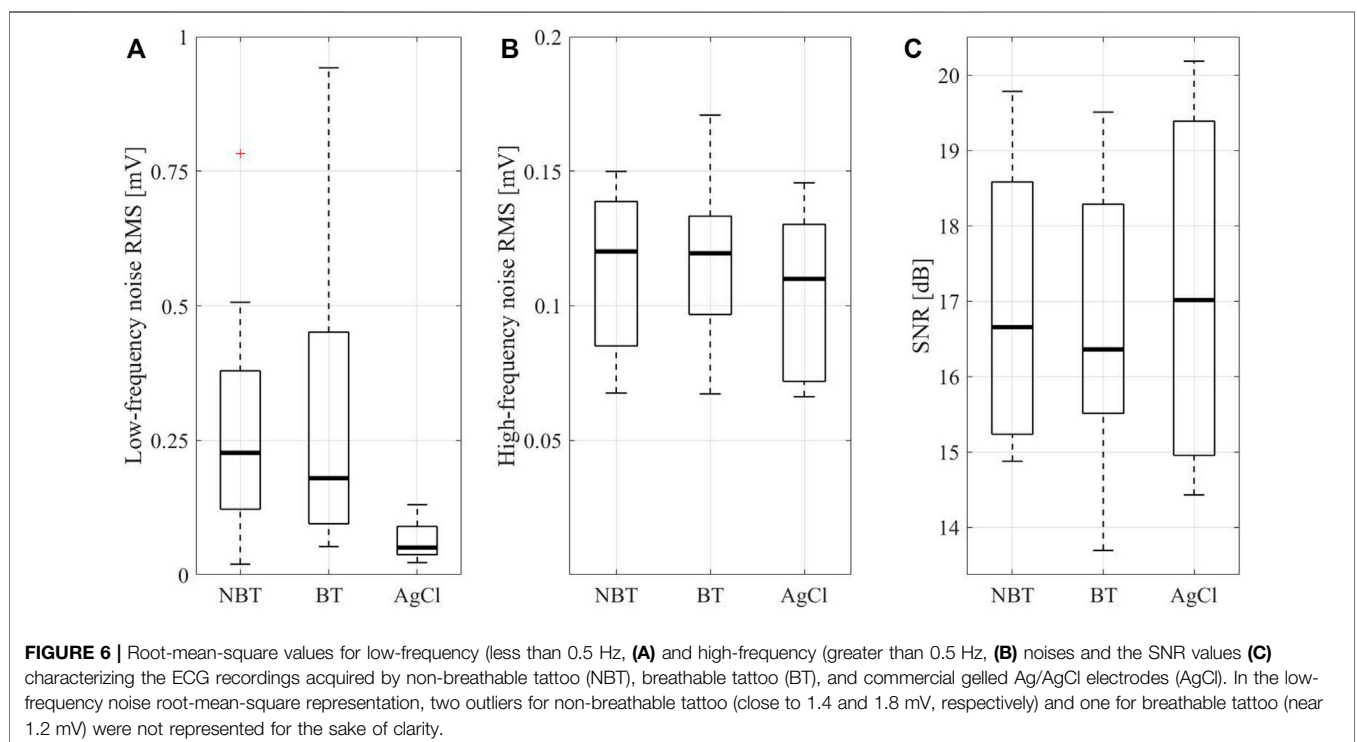 A
Low-frequency noise RMS [mV]
1
0.75
0.5
0.25
0
NBT BT AgCl
B
High-frequency noise RMS [mV]
0.2
0.15
0.1
0.05
NBT BT AgCl
C
SNR [dB]
20
19
18
17
16
15
14
NBT BT AgCl
FIGURE 6 | Root-mean-square values for low-frequency (less than 0.5 Hz, (A) and high-frequency (greater than 0.5 Hz, (B) noises and the SNR values (C)
characterizing the ECG recordings acquired by non-breathable tattoo (NBT), breathable tattoo (BT), and commercial gelled Ag/AgCl electrodes (AgCl). In the low-
frequency noise root-mean-square representation, two outliers for non-breathable tattoo (close to 1.4 and 1.8 mV, respectively) and one for breathable tattoo (near
1.2 mV) were not represented for the sake of clarity.